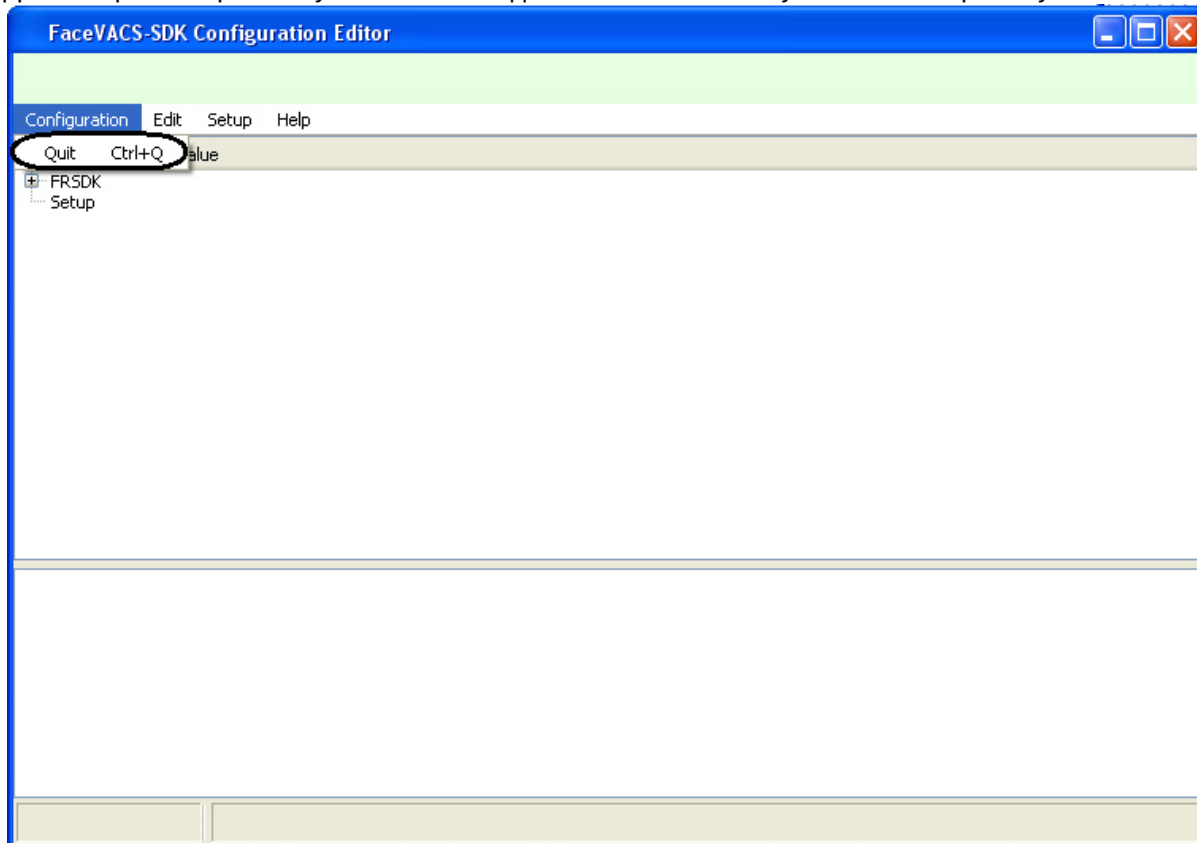 FaceVACS-SDK Configuration Editor
Configuration Edit Setup Help
Quit Ctrl+Q alue
FRSDK
Setup